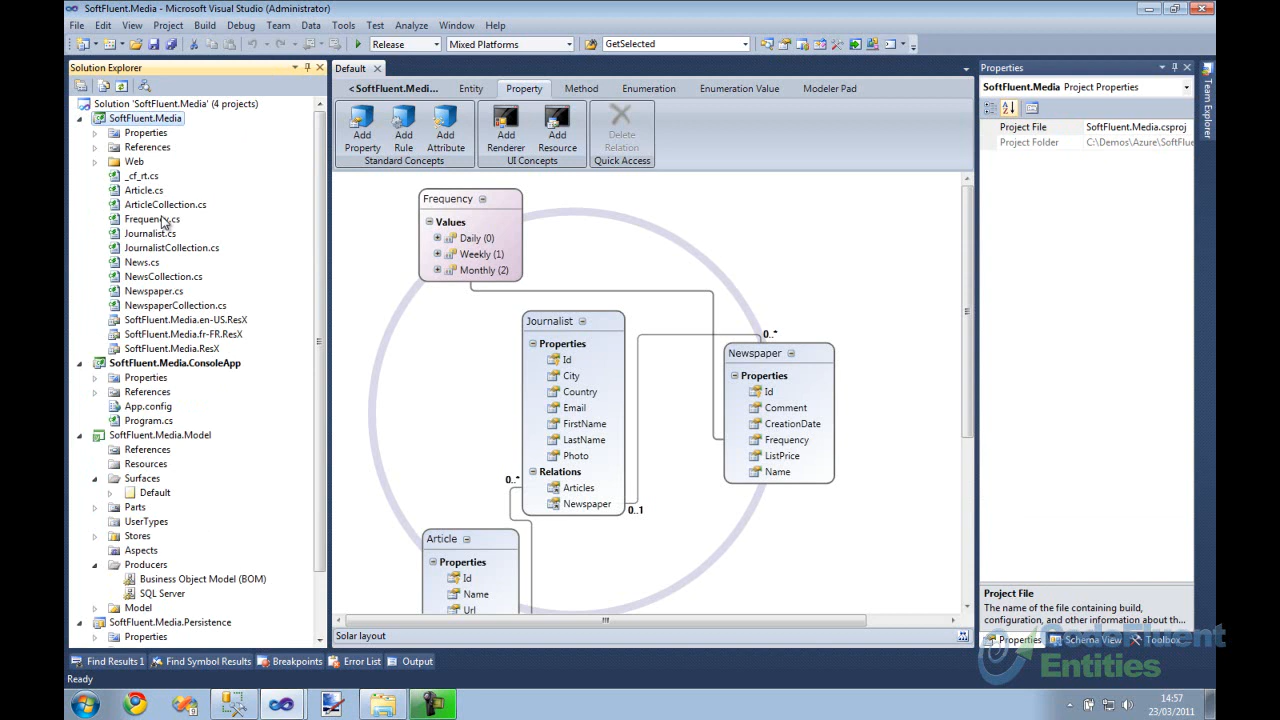 SoftFluent.Media - Microsoft Visual Studio (Administrator)
File Edit View Project Build Debug Team Data Tools Test Analyze Window Help
Release Mixed Platforms GetSelected
Solution Explorer
Solution 'SoftFluent.Media' (4 projects)
SoftFluent.Media
Properties
References
Web
_cf_rt.cs
Article.cs
ArticleCollection.cs
Frequency.cs
Journalist.cs
JournalistCollection.cs
News.cs
NewsCollection.cs
Newspaper.cs
NewspaperCollection.cs
SoftFluent.Media.en-US.ResX
SoftFluent.Media.fr-FR.ResX
SoftFluent.Media.ResX
SoftFluent.Media.ConsoleApp
Properties
References
App.config
Program.cs
SoftFluent.Media.Model
References
Resources
Surfaces
Default
Parts
UserTypes
Stores
Aspects
Producers
Business Object Model (BOM)
SQL Server
Model
SoftFluent.Media.Persistence
Properties
Default
<SoftFluent.Medi... Entity Property Method Enumeration Enumeration Value Modeler Pad
Add Property
Add Rule
Add Attribute
Standard Concepts
Add Renderer
Add Resource
UI Concepts
Delete Relation
Quick Access
Frequency
Values
Daily (0)
Weekly (1)
Monthly (2)
Journalist
Properties
Id
City
Country
Email
FirstName
LastName
Photo
Relations
Articles
Newspaper
0..*
0..1
0..*
Newspaper
Properties
Id
Comment
CreationDate
Frequency
ListPrice
Name
Article
Properties
Id
Name
Url
Solar layout
Properties
SoftFluent.Media Project Properties
Project File SoftFluent.Media.csproj
Project Folder C:\Demos\Azure\SoftFlue
Project File
The name of the file containing build,
configuration, and other information about th...
Properties Schema View Toolbox
Team Explorer
CodeFluent
Entities
Find Results 1 Find Symbol Results Breakpoints Error List Output
Ready
14:57
23/03/2011